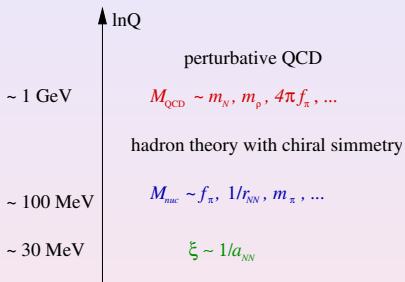 lnQ
perturbative QCD
~ 1 GeV
M_QCD ~ m_N, m_ρ, 4πf_π, ...
hadron theory with chiral simmetry
~ 100 MeV
M_nuc ~ f_π, 1/r_NN, m_π, ...
~ 30 MeV
ξ ~ 1/a_NN